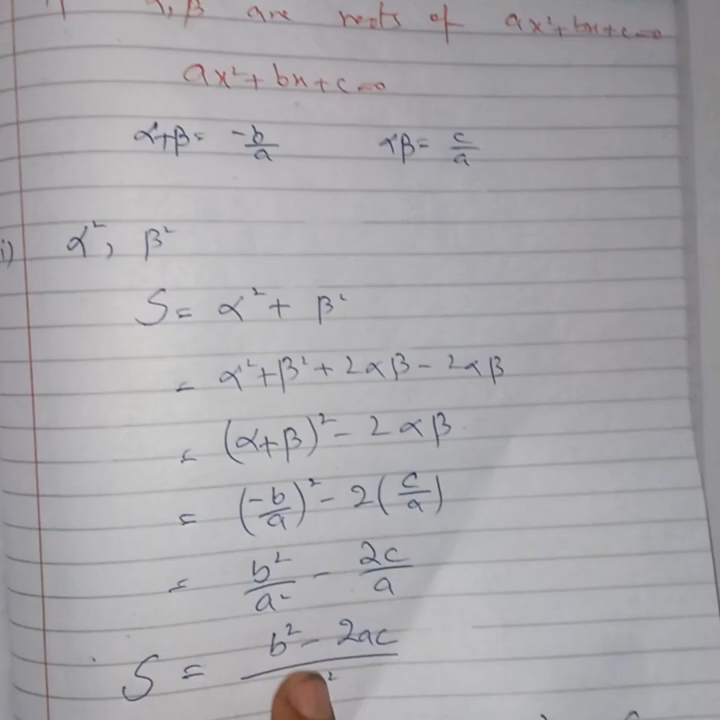 β are roots of ax²+bx+c=0
ax²+bx+c=0
α+β= -b/a αβ= c/a
i) α², β²
S= α²+ β²
= α²+β²+2αβ-2αβ
= (α+β)²-2αβ
= (-b/a)²-2(c/a)
= b²/a² - 2c/a
S = b²-2ac / ²